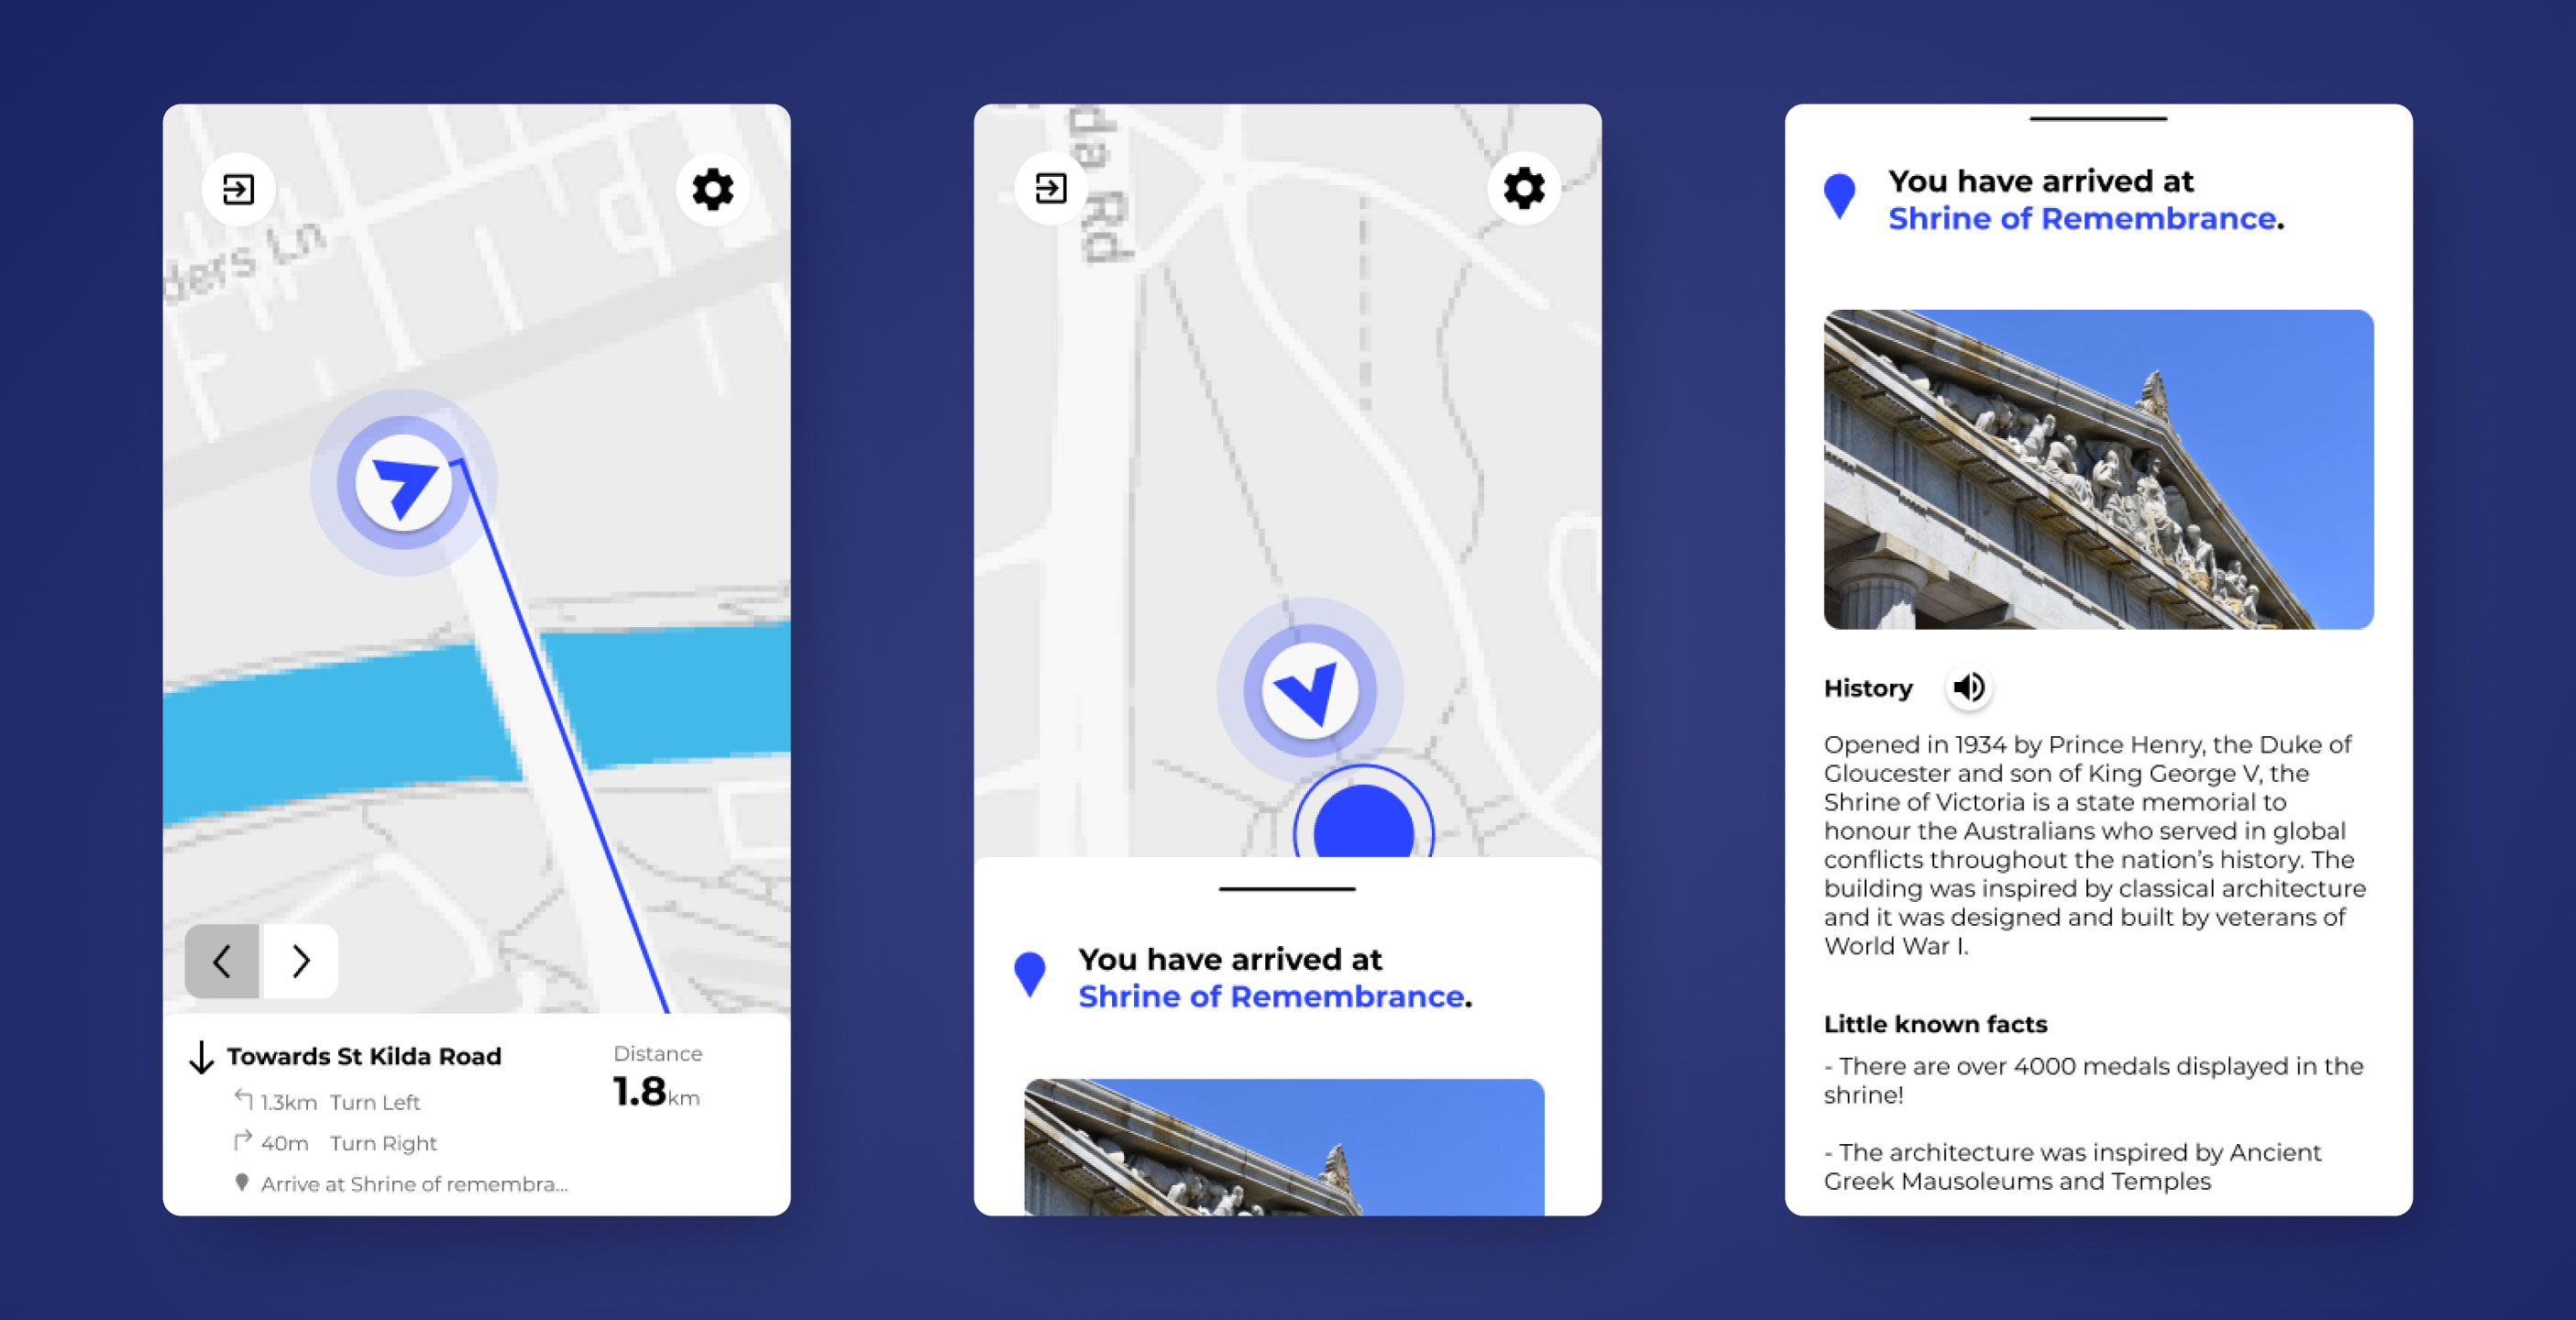 ders Ln
Towards St Kilda Road
Distance
1.8km
1.3km Turn Left
40m Turn Right
Arrive at Shrine of remembra...
da Rd
You have arrived at
Shrine of Remembrance.
You have arrived at
Shrine of Remembrance.
History
Opened in 1934 by Prince Henry, the Duke of
Gloucester and son of King George V, the
Shrine of Victoria is a state memorial to
honour the Australians who served in global
conflicts throughout the nation’s history. The
building was inspired by classical architecture
and it was designed and built by veterans of
World War I.
Little known facts
- There are over 4000 medals displayed in the
shrine!
- The architecture was inspired by Ancient
Greek Mausoleums and Temples